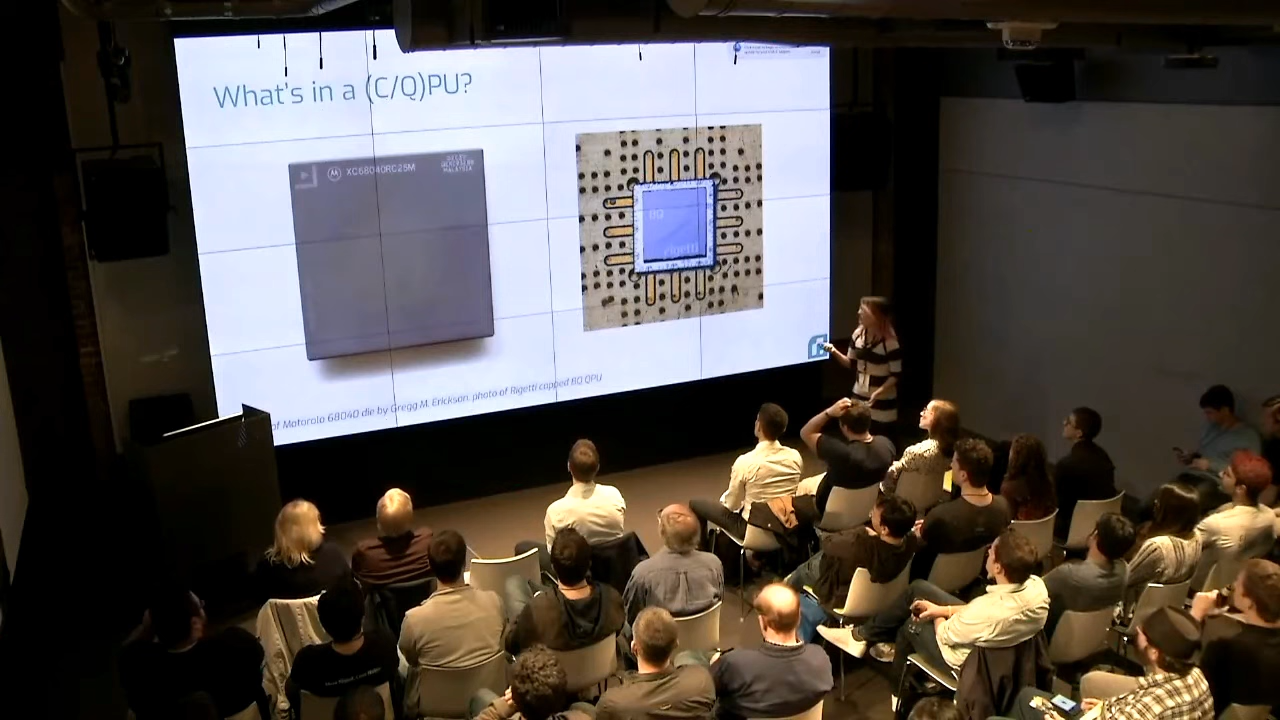 What's in a (C/Q)PU?
XC68040RC25M
MALAYSIA
8Q
rigetti
of Motorola 68040 die by Gregg M. Erickson, photo of Rigetti capped 8Q QPU